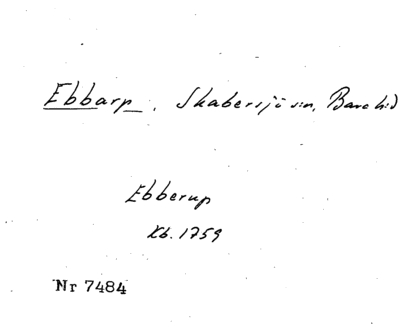 Ebbarp, Skabersjö sn, Bara hd
Ebberup
Kb. 1759
Nr 7484